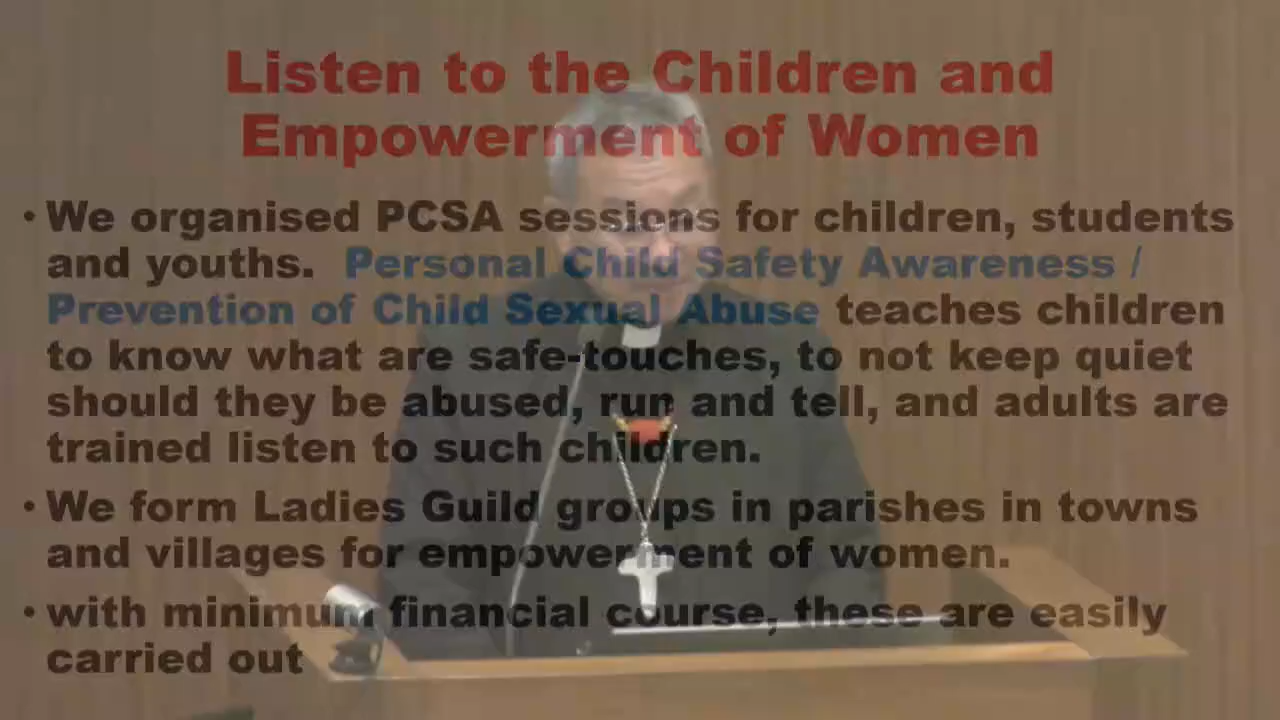 Listen to the Children and
Empowerment of Women
• We organised PCSA sessions for children, students
and youths. Personal Child Safety Awareness /
Prevention of Child Sexual Abuse teaches children
to know what are safe-touches, to not keep quiet
should they be abused, run and tell, and adults are
trained listen to such children.
• We form Ladies Guild groups in parishes in towns
and villages for empowerment of women.
• with minimum financial course, these are easily
carried out